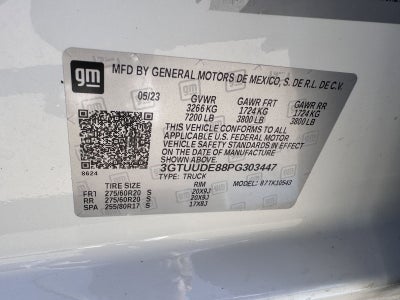 gm
MFD BY GENERAL MOTORS DE MEXICO, S. DE R.L. DE C.V.
05/23 GVWR GAWR FRT GAWR RR
3266 KG 1724 KG 1724 KG
7200 LB 3800 LB 3800 LB
THIS VEHICLE CONFORMS TO ALL
APPLICABLE U.S. FEDERAL MOTOR
VEHICLE SAFETY STANDARDS IN EFFECT ON
THE DATE OF MANUFACTURE SHOWN ABOVE.
3GTUUDE88PG303447
8624 TYPE: TRUCK MODEL: 87TK10543
TIRE SIZE RIM
FRT 275/60R20 S 20X9J
RR 275/60R20 S 20X9J
SPA 255/80R17 S 17X8J